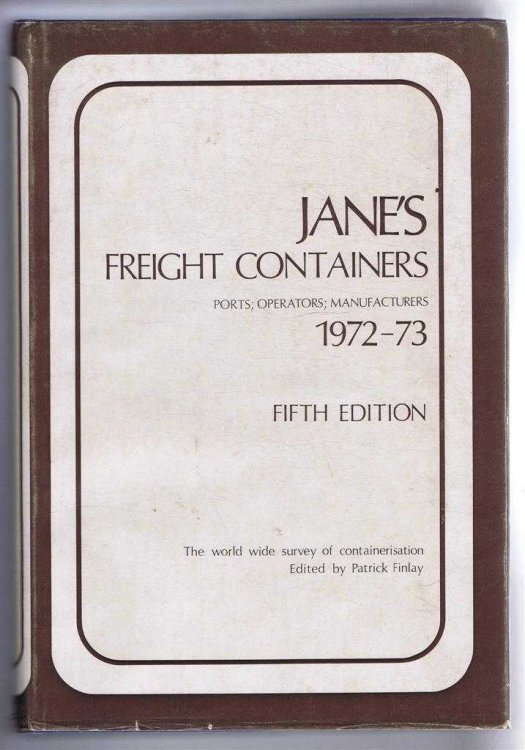 JANE'S
FREIGHT CONTAINERS
PORTS; OPERATORS; MANUFACTURERS
1972-73
FIFTH EDITION
The world wide survey of containerisation
Edited by Patrick Finlay